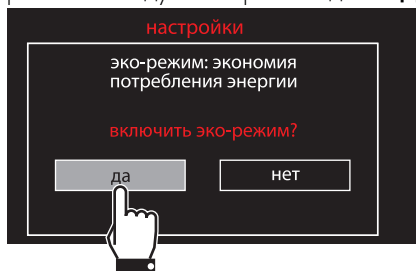 настройки
эко-режим: экономия
потребления энергии
включить эко-режим?
да
нет